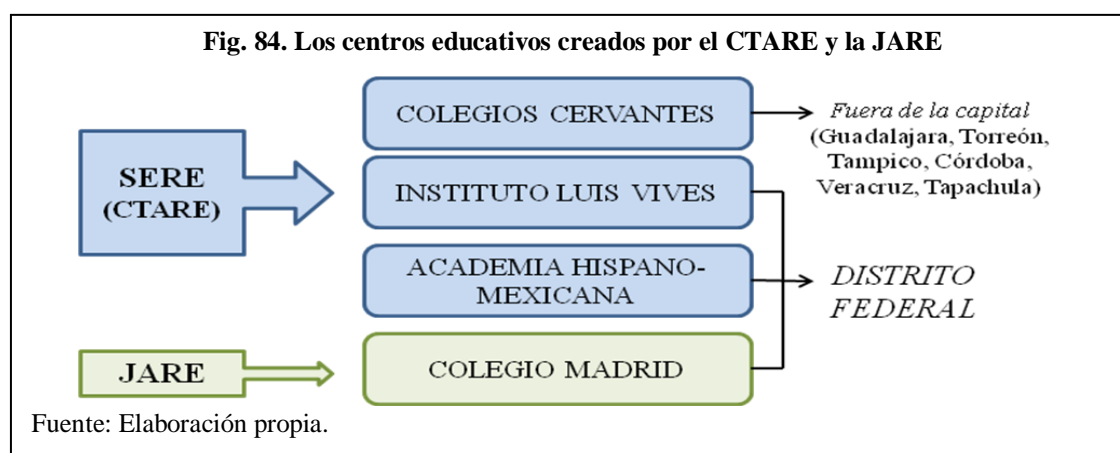 Fig. 84. Los centros educativos creados por el CTARE y la JARE
SERE
(CTARE)
COLEGIOS CERVANTES
Fuera de la capital
(Guadalajara, Torreón,
Tampico, Córdoba,
Veracruz, Tapachula)
INSTITUTO LUIS VIVES
ACADEMIA HISPANO-
MEXICANA
DISTRITO
FEDERAL
JARE
COLEGIO MADRID
Fuente: Elaboración propia.